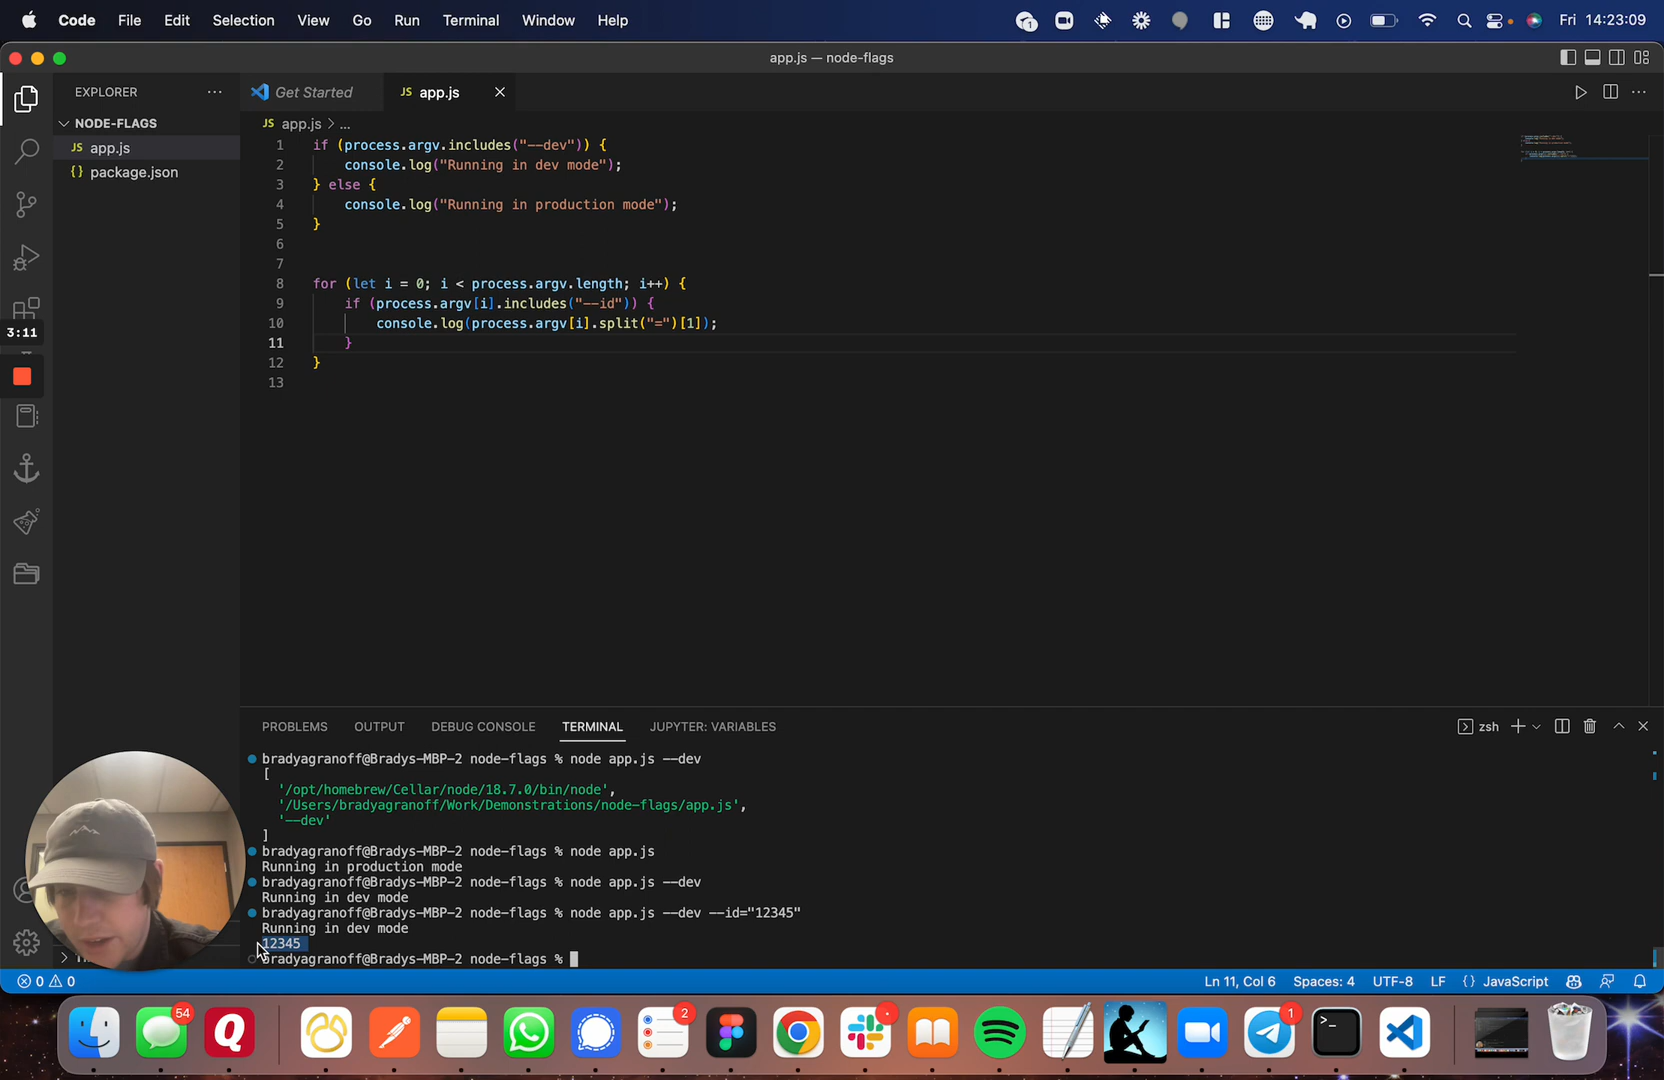 Code File Edit Selection View Go Run Terminal Window Help
1
Fri 14:23:09
app.js — node-flags
EXPLORER
Get Started
JS app.js
NODE-FLAGS
JS app.js
{} package.json
JS app.js > ...
1 if (process.argv.includes("--dev")) {
2 console.log("Running in dev mode");
3 } else {
4 console.log("Running in production mode");
5 }
6
7
8 for (let i = 0; i < process.argv.length; i++) {
9 if (process.argv[i].includes("--id")) {
10 console.log(process.argv[i].split("=")[1]);
11 }
12 }
13
3:11
PROBLEMS OUTPUT DEBUG CONSOLE TERMINAL JUPYTER: VARIABLES
zsh
bradyagranoff@Bradys-MBP-2 node-flags % node app.js --dev
[
'/opt/homebrew/Cellar/node/18.7.0/bin/node',
'/Users/bradyagranoff/Work/Demonstrations/node-flags/app.js',
'--dev'
]
bradyagranoff@Bradys-MBP-2 node-flags % node app.js
Running in production mode
bradyagranoff@Bradys-MBP-2 node-flags % node app.js --dev
Running in dev mode
bradyagranoff@Bradys-MBP-2 node-flags % node app.js --dev --id="12345"
Running in dev mode
12345
bradyagranoff@Bradys-MBP-2 node-flags %
0 0
Ln 11, Col 6 Spaces: 4 UTF-8 LF {} JavaScript
54
Q
2
1
>_